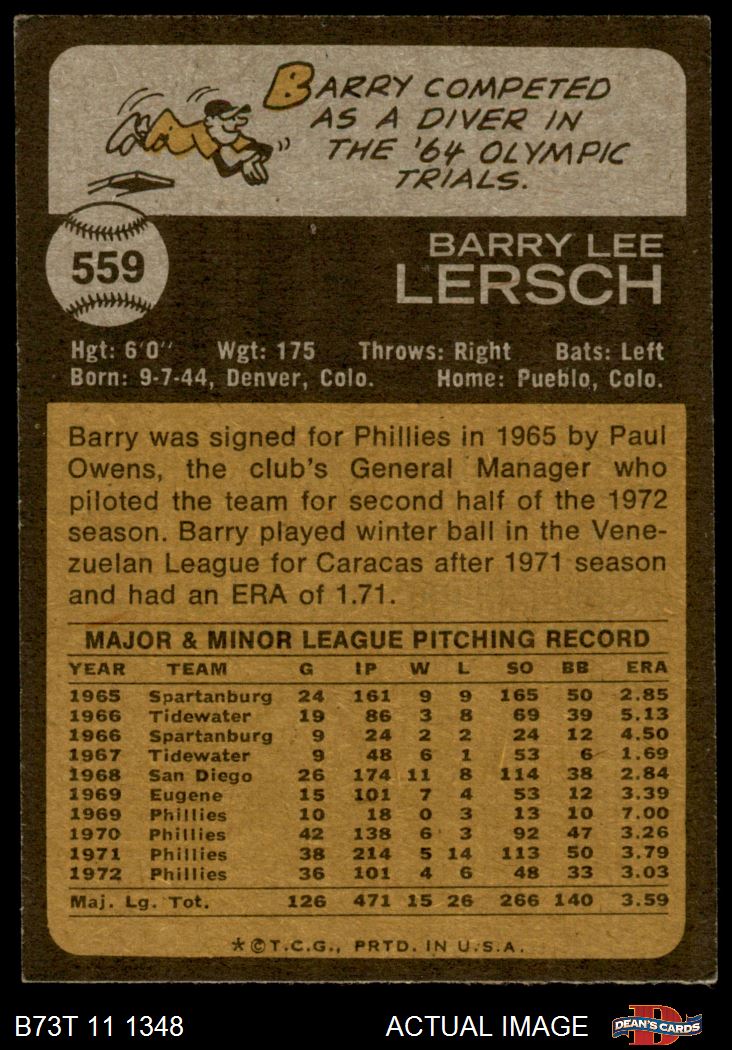 BARRY COMPETED
AS A DIVER IN
THE '64 OLYMPIC
TRIALS.
559
BARRY LEE
LERSCH
Hgt: 6'0" Wgt: 175 Throws: Right Bats: Left
Born: 9-7-44, Denver, Colo. Home: Pueblo, Colo.
Barry was signed for Phillies in 1965 by Paul
Owens, the club's General Manager who
piloted the team for second half of the 1972
season. Barry played winter ball in the Vene-
zuelan League for Caracas after 1971 season
and had an ERA of 1.71.
MAJOR & MINOR LEAGUE PITCHING RECORD
YEAR TEAM G IP W L SO BB ERA
1965 Spartanburg 24 161 9 9 165 50 2.85
1966 Tidewater 19 86 3 8 69 39 5.13
1966 Spartanburg 9 24 2 2 24 12 4.50
1967 Tidewater 9 48 6 1 53 6 1.69
1968 San Diego 26 174 11 8 114 38 2.84
1969 Eugene 15 101 7 4 53 12 3.39
1969 Phillies 10 18 0 3 13 10 7.00
1970 Phillies 42 138 6 3 92 47 3.26
1971 Phillies 38 214 5 14 113 50 3.79
1972 Phillies 36 101 4 6 48 33 3.03
Maj. Lg. Tot. 126 471 15 26 266 140 3.59
*©T.C.G., PRTD. IN U.S.A.
B73T 11 1348 ACTUAL IMAGE D DEAN'S CARDS